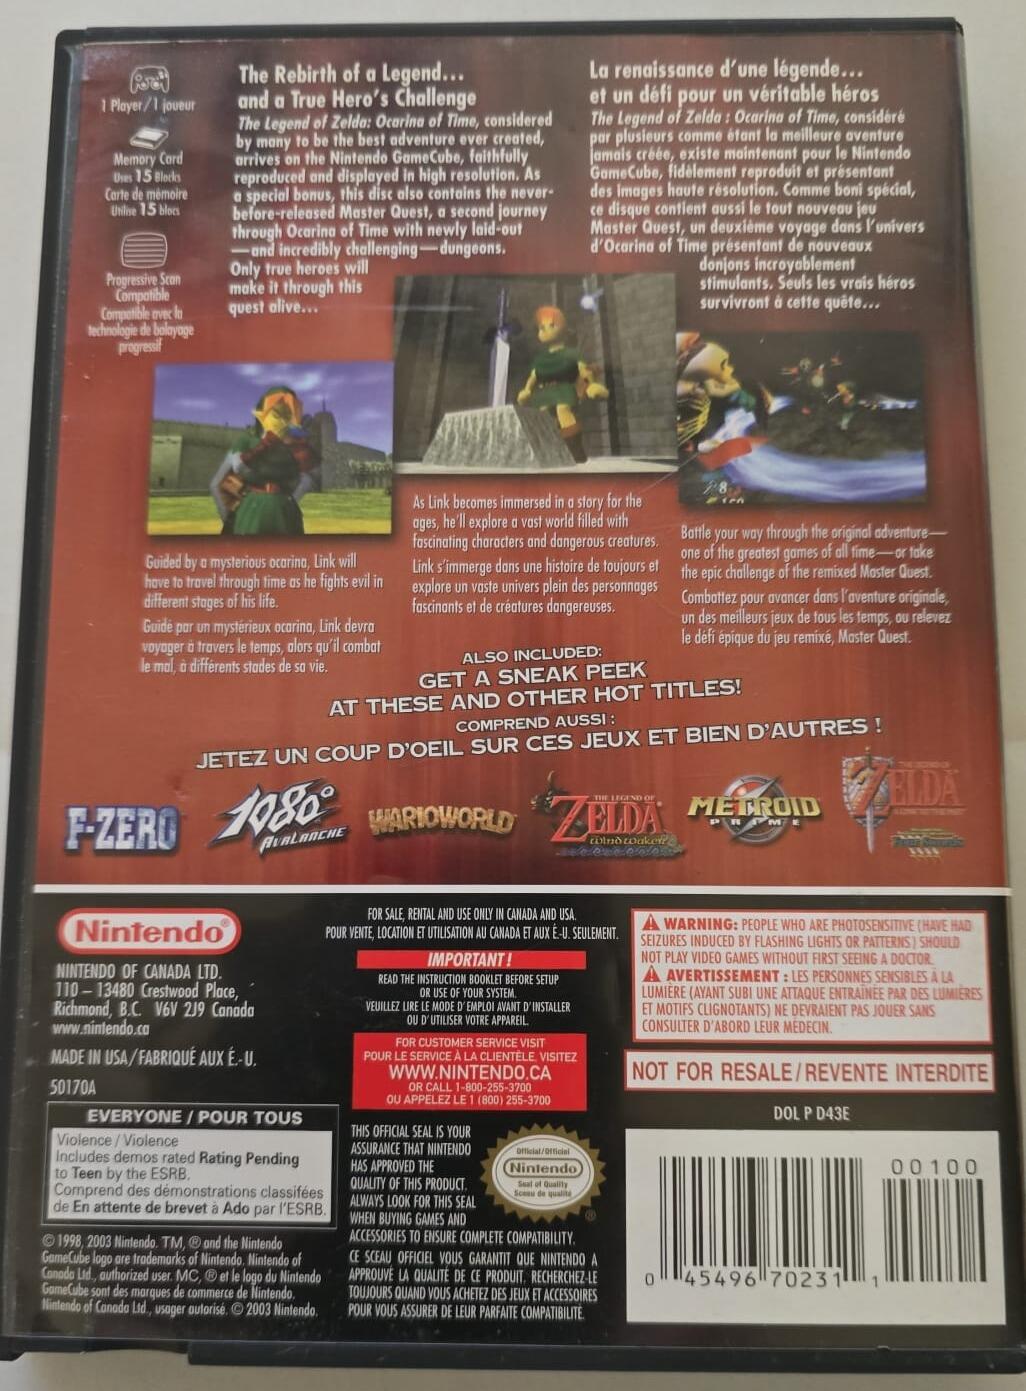 1 Player/1 joueur
Memory Card
Uses 15 Blocks
Carte de mémoire
Utilise 15 blocs
Progressive Scan
Compatible
Compatible avec la
technologie de balayage
progressif
The Rebirth of a Legend...
and a True Hero's Challenge
The Legend of Zelda: Ocarina of Time, considered
by many to be the best adventure ever created,
arrives on the Nintendo GameCube, faithfully
reproduced and displayed in high resolution. As
a special bonus, this disc also contains the never-
before-released Master Quest, a second journey
through Ocarina of Time with newly laid-out
—and incredibly challenging—dungeons.
Only true heroes will
make it through this
quest alive...
La renaissance d'une légende...
et un défi pour un véritable héros
The Legend of Zelda : Ocarina of Time, considéré
par plusieurs comme étant la meilleure aventure
jamais créée, existe maintenant pour le Nintendo
GameCube, fidèlement reproduit et présentant
des images haute résolution. Comme boni spécial,
ce disque contient aussi le tout nouveau jeu
Master Quest, un deuxième voyage dans l'univers
d'Ocarina of Time présentant de nouveaux
donjons incroyablement
stimulants. Seuls les vrais héros
survivront à cette quête...
Guided by a mysterious ocarina, Link will
have to travel through time as he fights evil in
different stages of his life.
Guidé par un mystérieux ocarina, Link devra
voyager à travers le temps, alors qu'il combat
le mal, à différents stades de sa vie.
As Link becomes immersed in a story for the
ages, he'll explore a vast world filled with
fascinating characters and dangerous creatures.
Link s'immerge dans une histoire de toujours et
explore un vaste univers plein des personnages
fascinants et de créatures dangereuses.
Battle your way through the original adventure—
one of the greatest games of all time—or take
the epic challenge of the remixed Master Quest.
Combattez pour avancer dans l'aventure originale,
un des meilleurs jeux de tous les temps, ou relevez
le défi épique du jeu remixé, Master Quest.
ALSO INCLUDED:
GET A SNEAK PEEK
AT THESE AND OTHER HOT TITLES!
COMPREND AUSSI :
JETEZ UN COUP D'OEIL SUR CES JEUX ET BIEN D'AUTRES !
F-ZERO
1080°
AVALANCHE
WARIOWORLD
THE LEGEND OF
ZELDA
Wind Waker
METROID
PRIME
THE LEGEND OF
ZELDA
Nintendo®
NINTENDO OF CANADA LTD.
110 – 13480 Crestwood Place,
Richmond, B.C. V6V 2J9 Canada
www.nintendo.ca
MADE IN USA/FABRIQUÉ AUX É.-U.
50170A
EVERYONE / POUR TOUS
Violence / Violence
Includes demos rated Rating Pending
to Teen by the ESRB.
Comprend des démonstrations classifées
de En attente de brevet à Ado par l'ESRB.
© 1998, 2003 Nintendo. TM, ® and the Nintendo
GameCube logo are trademarks of Nintendo. Nintendo of
Canada Ltd., authorized user. MC, ® et le logo du Nintendo
GameCube sont des marques de commerce de Nintendo.
Nintendo of Canada Ltd., usager autorisé. © 2003 Nintendo.
FOR SALE, RENTAL AND USE ONLY IN CANADA AND USA.
POUR VENTE, LOCATION ET UTILISATION AU CANADA ET AUX É.-U. SEULEMENT.
IMPORTANT !
READ THE INSTRUCTION BOOKLET BEFORE SETUP
OR USE OF YOUR SYSTEM.
VEUILLEZ LIRE LE MODE D'EMPLOI AVANT D'INSTALLER
OU D'UTILISER VOTRE APPAREIL.
FOR CUSTOMER SERVICE VISIT
POUR LE SERVICE À LA CLIENTÈLE, VISITEZ
WWW.NINTENDO.CA
OR CALL 1-800-255-3700
OU APPELEZ LE 1 (800) 255-3700
THIS OFFICIAL SEAL IS YOUR
ASSURANCE THAT NINTENDO
HAS APPROVED THE
QUALITY OF THIS PRODUCT.
ALWAYS LOOK FOR THIS SEAL
WHEN BUYING GAMES AND
ACCESSORIES TO ENSURE COMPLETE COMPATIBILITY.
Official/Officiel
Nintendo
Seal of Quality
Sceau de qualité
®
CE SCEAU OFFICIEL VOUS GARANTIT QUE NINTENDO A
APPROUVÉ LA QUALITÉ DE CE PRODUIT. RECHERCHEZ-LE
TOUJOURS QUAND VOUS ACHETEZ DES JEUX ET ACCESSOIRES
POUR VOUS ASSURER DE LEUR PARFAITE COMPATIBILITÉ.
WARNING: PEOPLE WHO ARE PHOTOSENSITIVE (HAVE HAD
SEIZURES INDUCED BY FLASHING LIGHTS OR PATTERNS) SHOULD
NOT PLAY VIDEO GAMES WITHOUT FIRST SEEING A DOCTOR.
AVERTISSEMENT : LES PERSONNES SENSIBLES À LA
LUMIÈRE (AYANT SUBI UNE ATTAQUE ENTRAÎNÉE PAR DES LUMIÈRES
ET MOTIFS CLIGNOTANTS) NE DEVRAIENT PAS JOUER SANS
CONSULTER D'ABORD LEUR MÉDECIN.
NOT FOR RESALE/REVENTE INTERDITE
DOL P D43E
00100
0 45496 70231 1